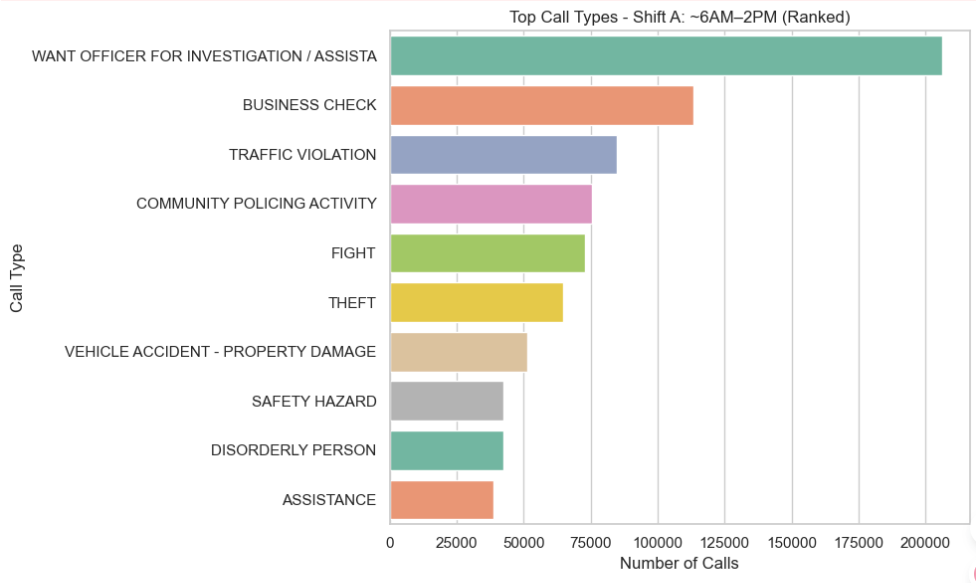 Top Call Types - Shift A: ~6AM–2PM (Ranked)
WANT OFFICER FOR INVESTIGATION / ASSISTA
BUSINESS CHECK
TRAFFIC VIOLATION
COMMUNITY POLICING ACTIVITY
FIGHT
THEFT
VEHICLE ACCIDENT - PROPERTY DAMAGE
SAFETY HAZARD
DISORDERLY PERSON
ASSISTANCE
Call Type
0 25000 50000 75000 100000 125000 150000 175000 200000
Number of Calls